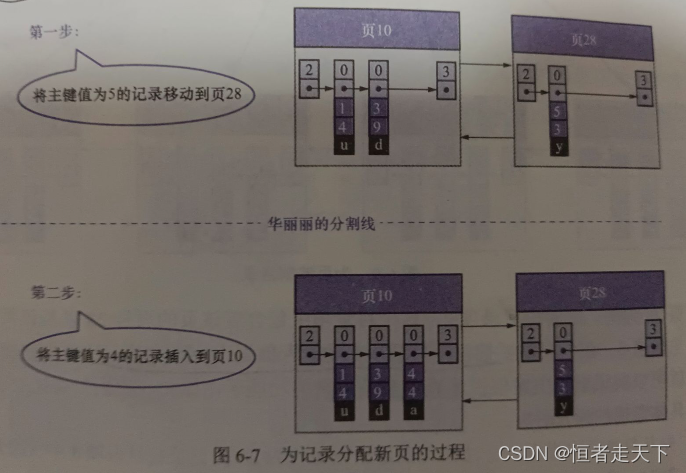 第一步：
将主键值为5的记录移动到页28
页10
2 0 0 3
1 3
4 9
u d
页28
2 0 3
5
3
y
华丽丽的分割线
第二步：
将主键值为4的记录插入到页10
页10
2 0 0 0 3
1 3 4
4 9 4
u d a
页28
2 0 3
5
3
y
图 6-7 为记录分配新页的过程
CSDN @恒者走天下